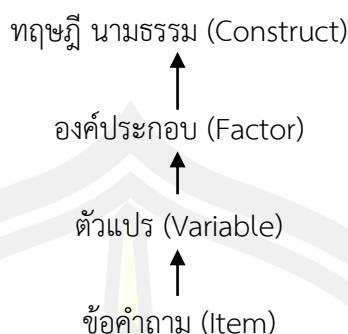 ทฤษฎี นามธรรม (Construct)
องค์ประกอบ (Factor)
ตัวแปร (Variable)
ข้อคำถาม (Item)